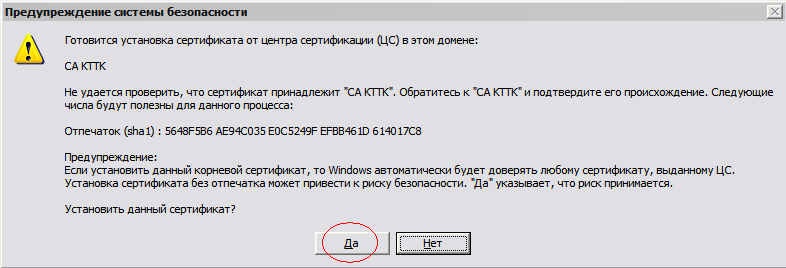 Предупреждение системы безопасности
Готовится установка сертификата от центра сертификации (ЦС) в этом домене:
CA KTTK
Не удается проверить, что сертификат принадлежит "CA KTTK". Обратитесь к "CA KTTK" и подтвердите его происхождение. Следующие
числа будут полезны для данного процесса:
Отпечаток (sha1) : 5648F5B6 AE94C035 E0C5249F EFBB461D 614017C8
Предупреждение:
Если установить данный корневой сертификат, то Windows автоматически будет доверять любому сертификату, выданному ЦС.
Установка сертификата без отпечатка может привести к риску безопасности. "Да" указывает, что риск принимается.
Установить данный сертификат?
Да
Нет